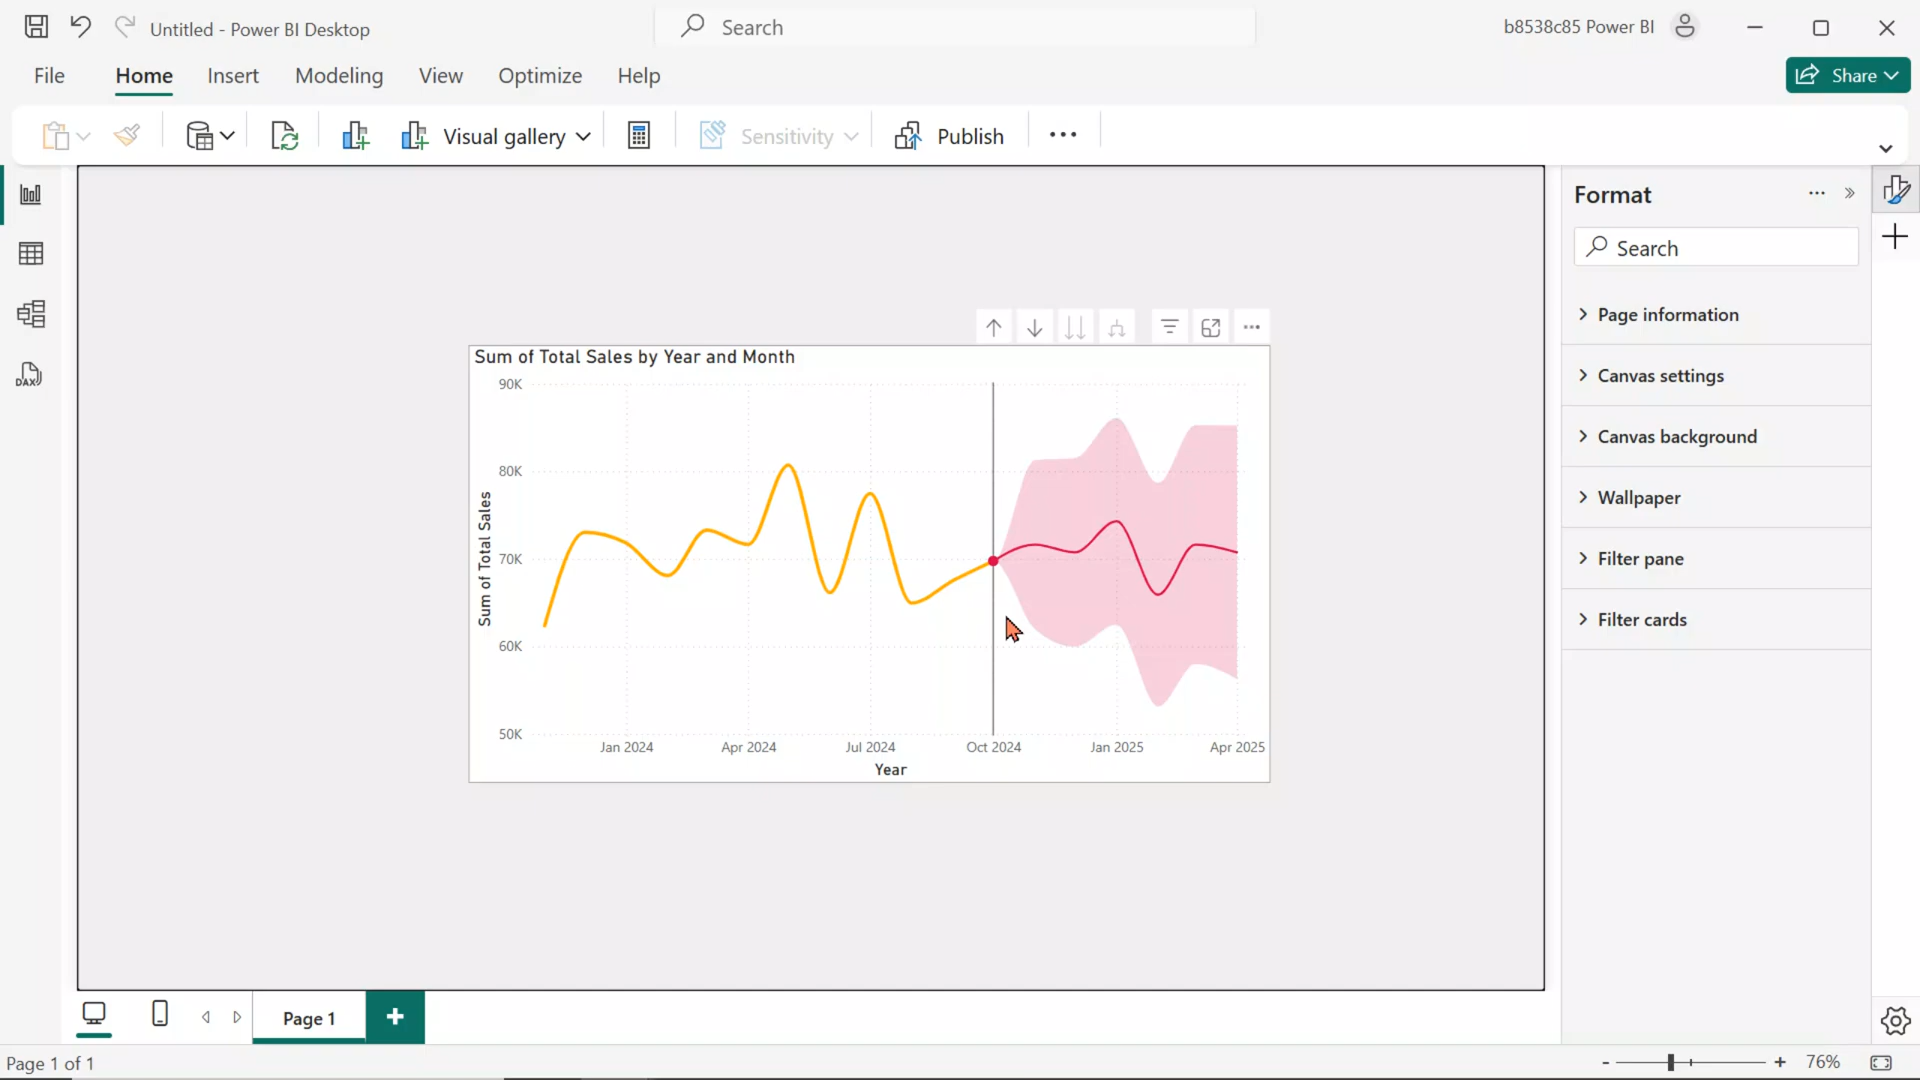 Untitled - Power BI Desktop
Search
b8538c85 Power BI
File
Home
Insert
Modeling
View
Optimize
Help
Share
Visual gallery
Sensitivity
Publish
DAX
Format
Search
Page information
Canvas settings
Canvas background
Wallpaper
Filter pane
Filter cards
Sum of Total Sales by Year and Month
Sum of Total Sales
90K
80K
70K
60K
50K
Jan 2024
Apr 2024
Jul 2024
Oct 2024
Jan 2025
Apr 2025
Year
Page 1
Page 1 of 1
76%